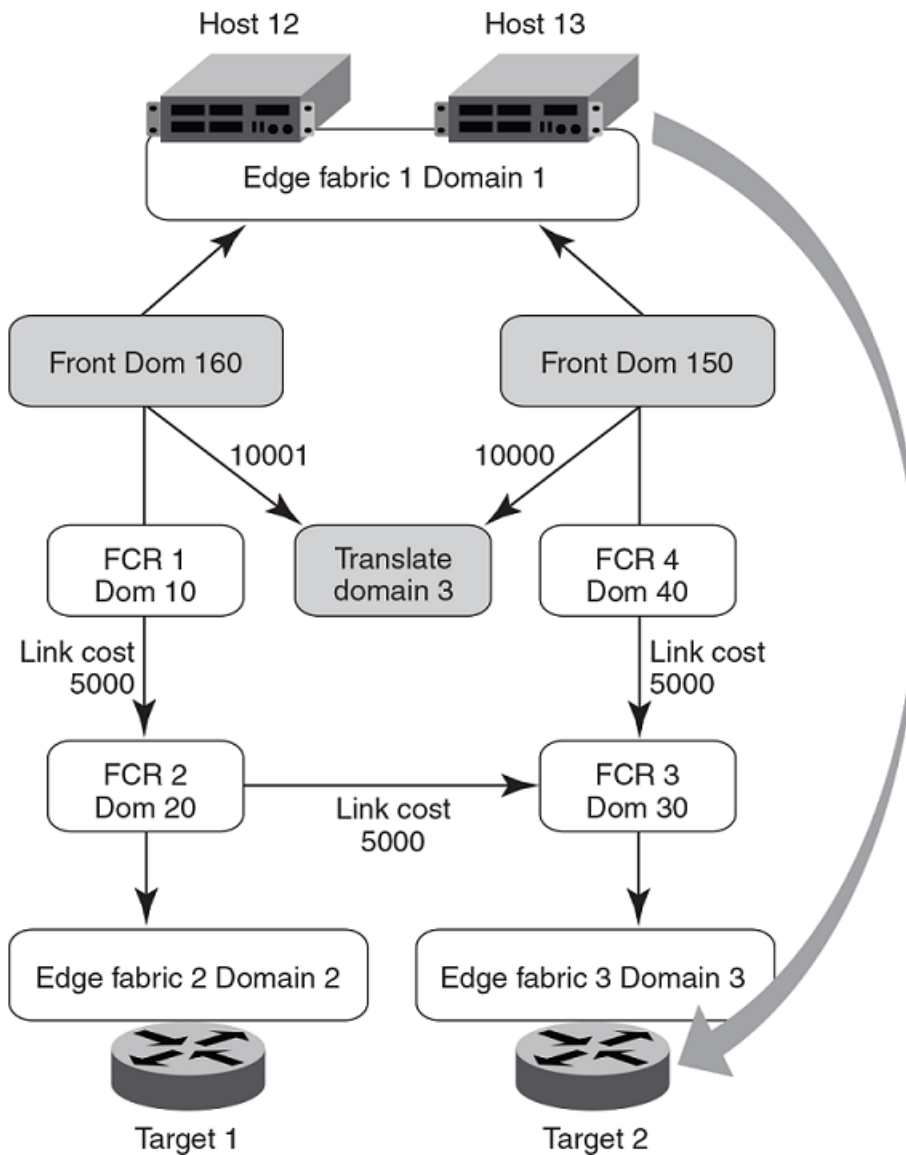 Host 12
Host 13
Edge fabric 1 Domain 1
Front Dom 160
Front Dom 150
10001
10000
FCR 1
Dom 10
Translate
domain 3
FCR 4
Dom 40
Link cost
5000
Link cost
5000
FCR 2
Dom 20
Link cost
5000
FCR 3
Dom 30
Edge fabric 2 Domain 2
Edge fabric 3 Domain 3
Target 1
Target 2